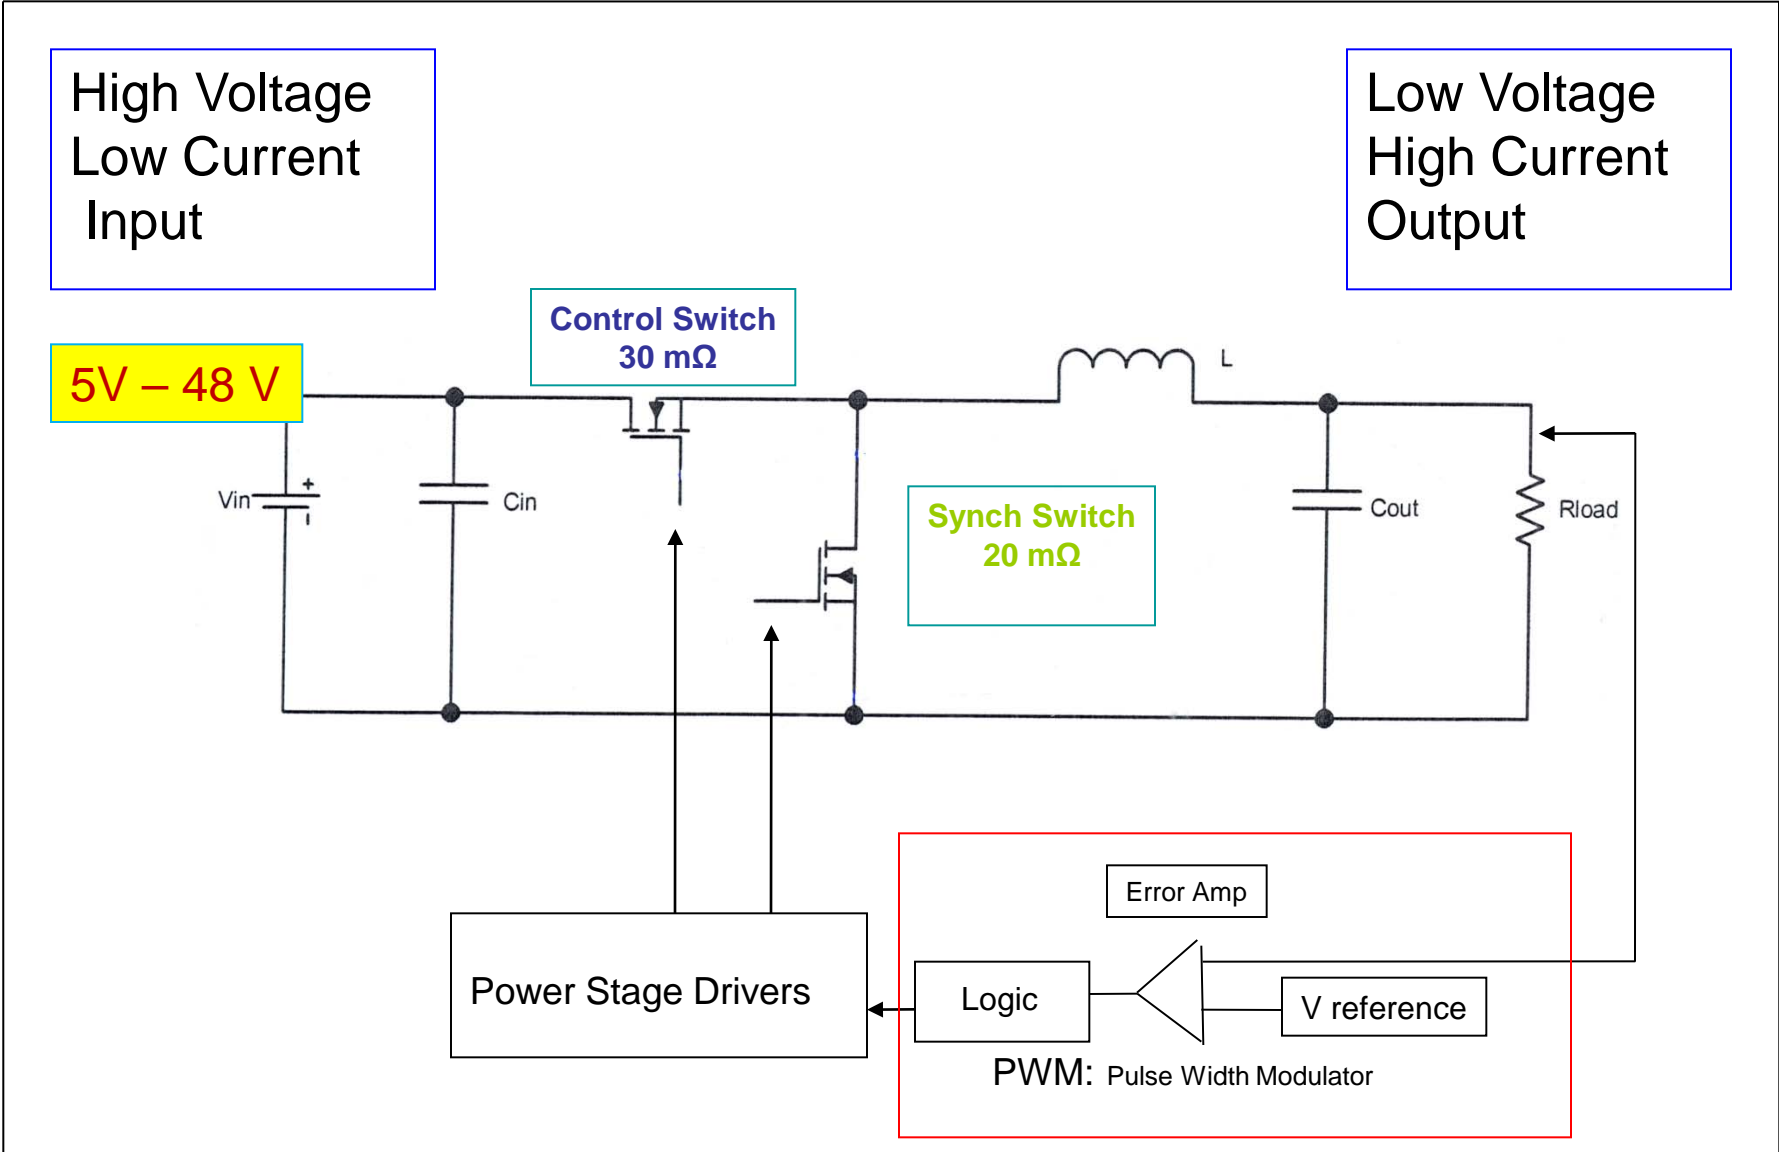 High Voltage
Low Current
Input
Low Voltage
High Current
Output
Control Switch
30 mΩ
5V – 48 V
L
Vin
+
Cin
Synch Switch
20 mΩ
Cout
Rload
Error Amp
Power Stage Drivers
Logic
V reference
PWM: Pulse Width Modulator